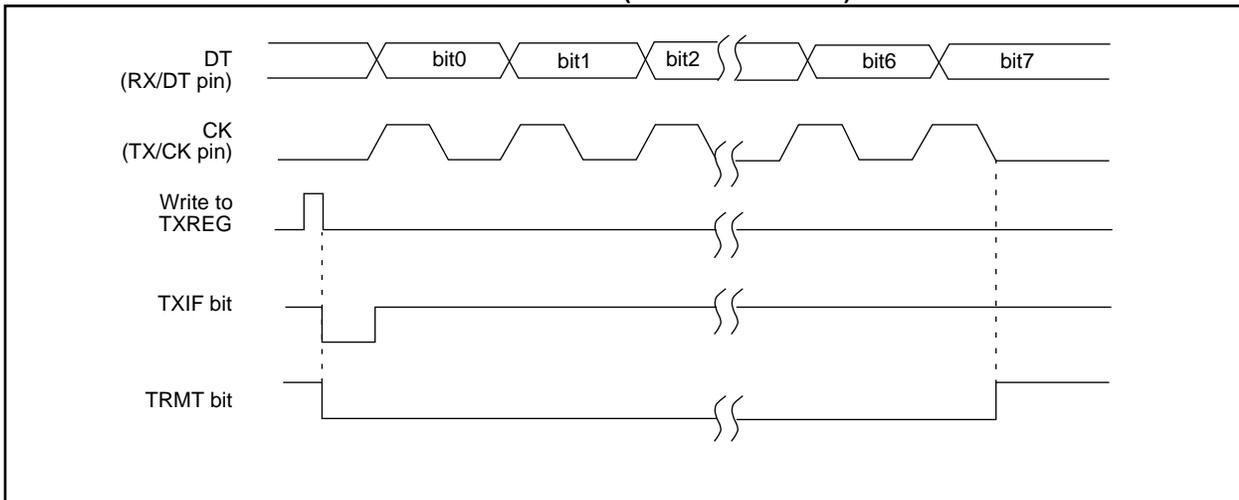 DT
(RX/DT pin)
bit0
bit1
bit2
bit6
bit7
CK
(TX/CK pin)
Write to
TXREG
TXIF bit
TRMT bit